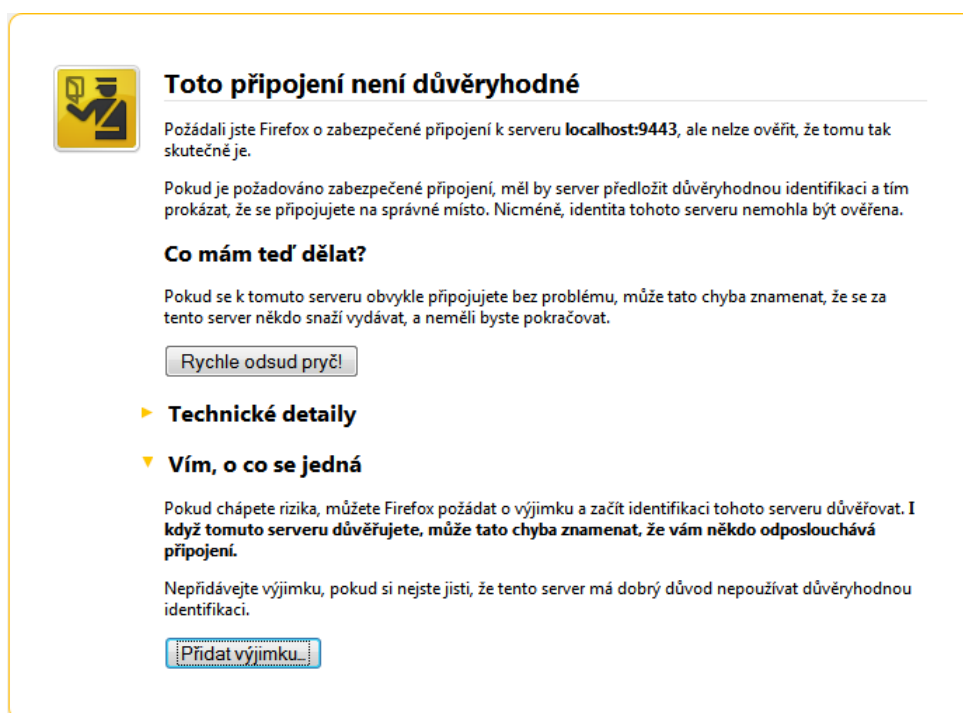 Toto připojení není důvěryhodné
Požádali jste Firefox o zabezpečené připojení k serveru localhost:9443, ale nelze ověřit, že tomu tak
skutečně je.
Pokud je požadováno zabezpečené připojení, měl by server předložit důvěryhodnou identifikaci a tím
prokázat, že se připojujete na správné místo. Nicméně, identita tohoto serveru nemohla být ověřena.
Co mám teď dělat?
Pokud se k tomuto serveru obvykle připojujete bez problému, může tato chyba znamenat, že se za
tento server někdo snaží vydávat, a neměli byste pokračovat.
Rychle odsud pryč!
Technické detaily
Vím, o co se jedná
Pokud chápete rizika, můžete Firefox požádat o výjimku a začít identifikaci tohoto serveru důvěřovat. I
když tomuto serveru důvěřujete, může tato chyba znamenat, že vám někdo odposlouchává
připojení.
Nepřidávejte výjimku, pokud si nejste jisti, že tento server má dobrý důvod nepoužívat důvěryhodnou
identifikaci.
Přidat výjimku...